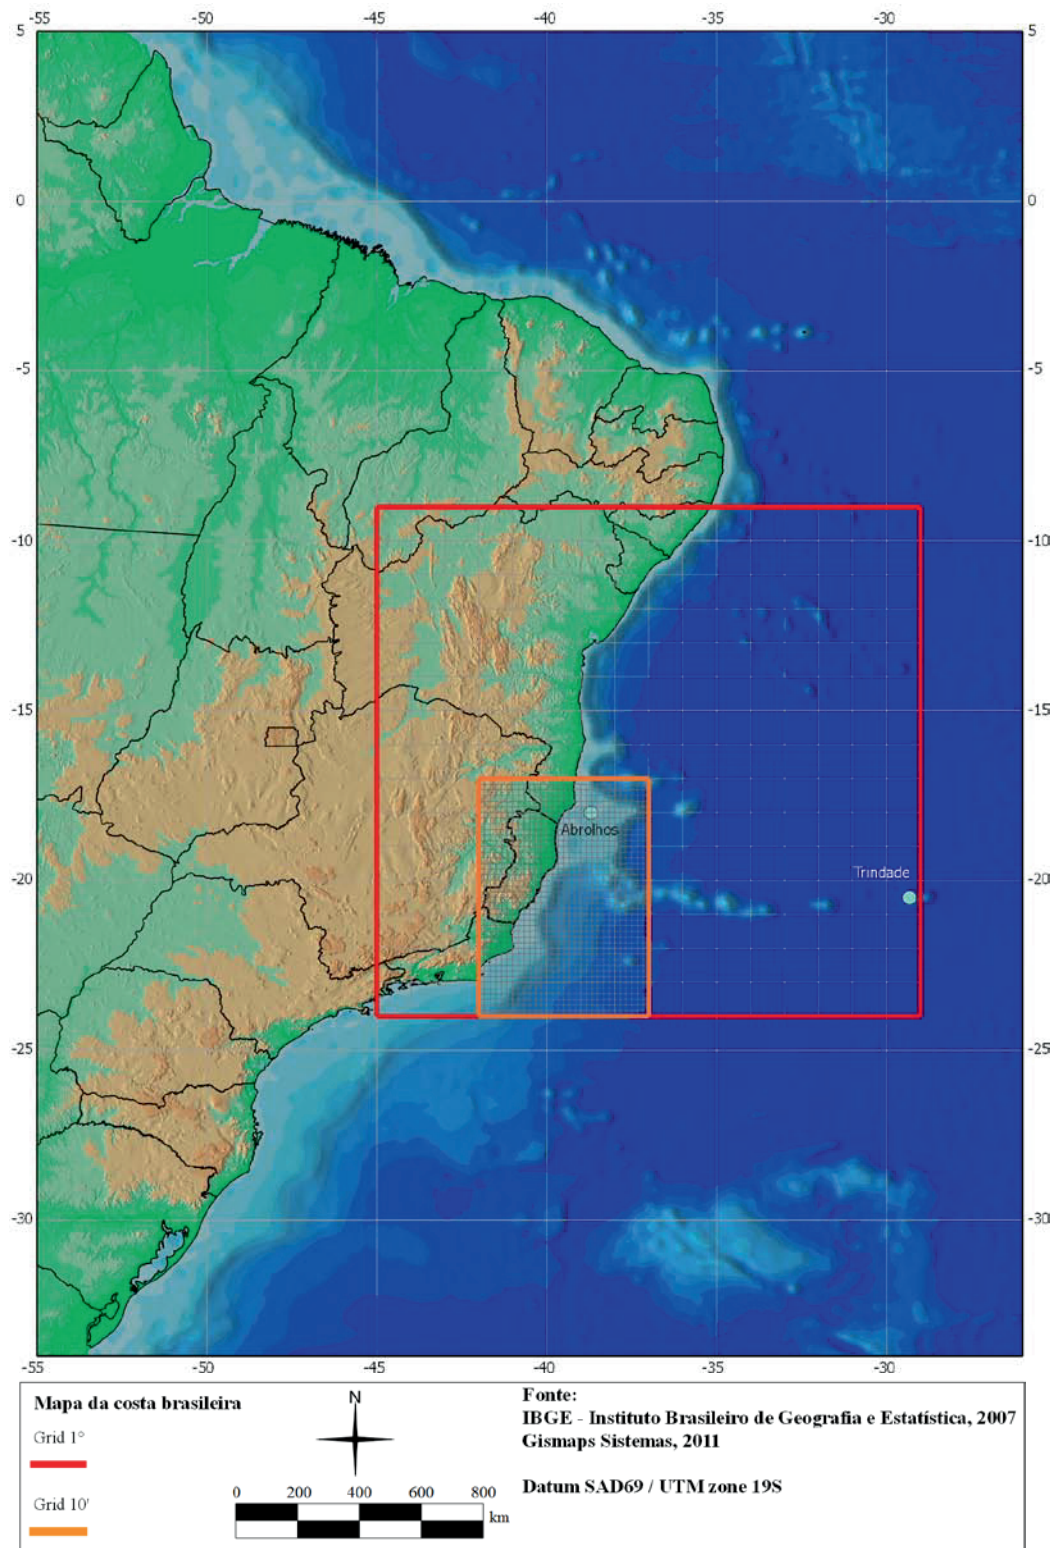 -55 -50 -45 -40 -35 -30
5 5
0 0
-5 -5
-10 -10
-15 -15
Abrolhos
Trindade
-20 -20
-25 -25
-30 -30
-55 -50 -45 -40 -35 -30
Mapa da costa brasileira
Grid 1°
Grid 10'
N
0 200 400 600 800
km
Fonte:
IBGE - Instituto Brasileiro de Geografia e Estatística, 2007
Gismaps Sistemas, 2011
Datum SAD69 / UTM zone 19S